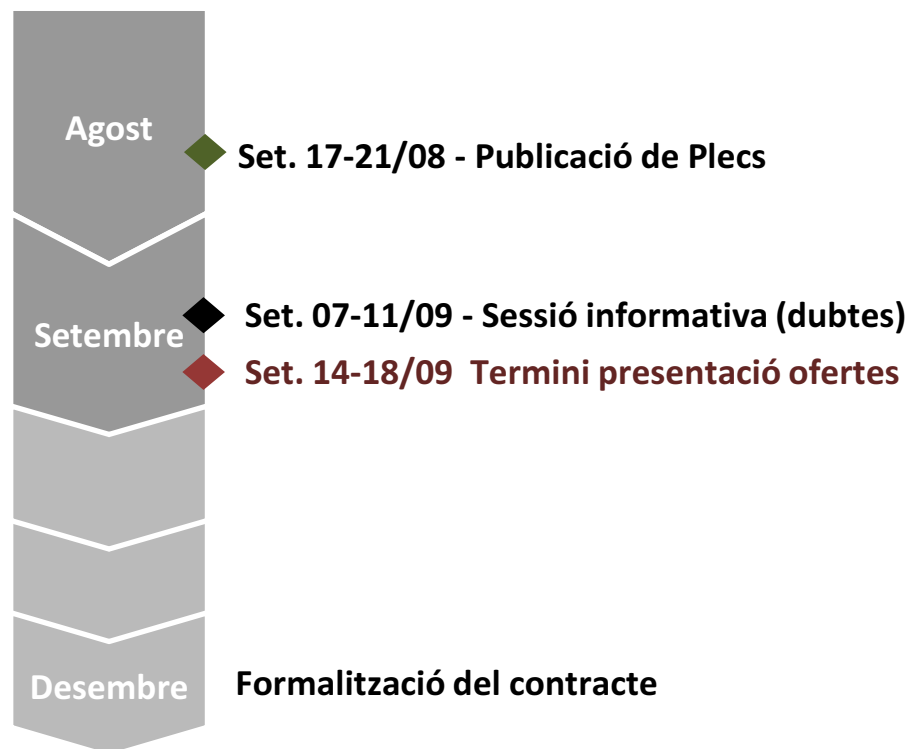 Agost
Set. 17-21/08 - Publicació de Plecs
Set. 07-11/09 - Sessió informativa (dubtes)
Setembre
Set. 14-18/09 Termini presentació ofertes
Desembre
Formalització del contracte